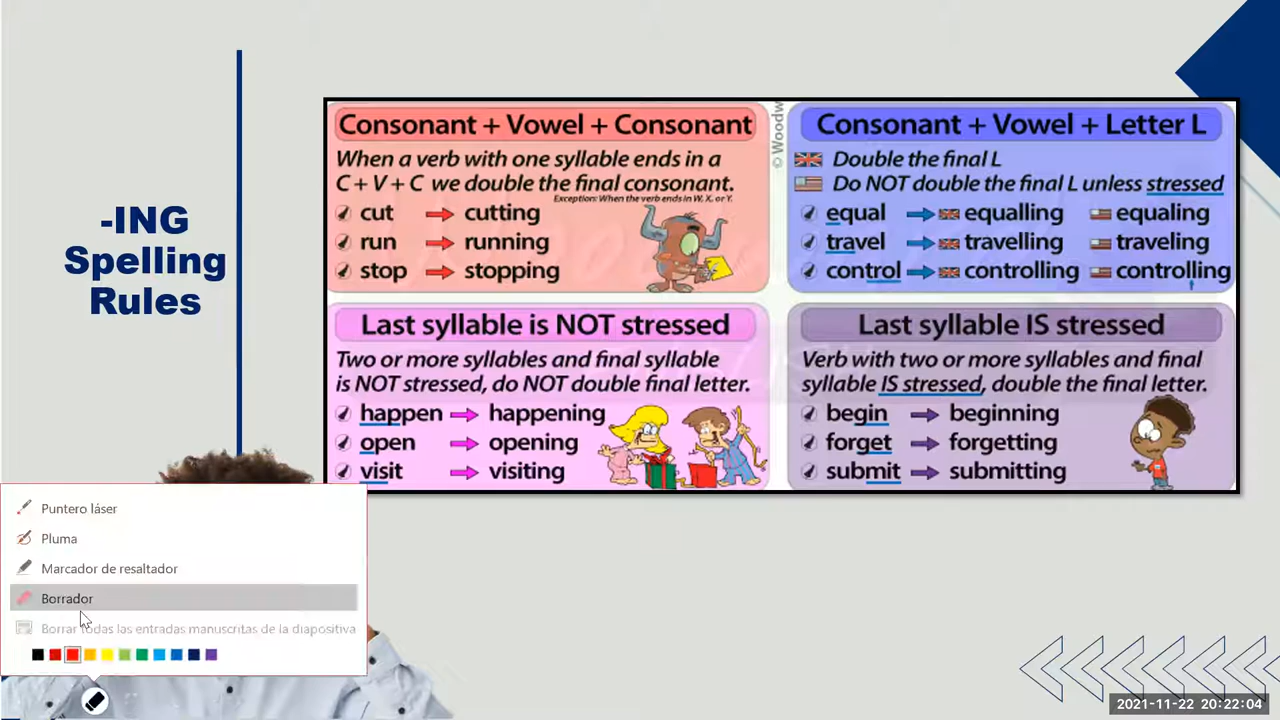 -ING
Spelling
Rules
Consonant + Vowel + Consonant
When a verb with one syllable ends in a
C + V + C we double the final consonant.
Exception: When the verb ends in W, X, or Y.
cut cutting
run running
stop stopping
© Woodw
Consonant + Vowel + Letter L
Double the final L
Do NOT double the final L unless stressed
equal equalling equaling
travel travelling traveling
control controlling controlling
Last syllable is NOT stressed
Two or more syllables and final syllable
is NOT stressed, do NOT double final letter.
happen happening
open opening
visit visiting
Last syllable IS stressed
Verb with two or more syllables and final
syllable IS stressed, double the final letter.
begin beginning
forget forgetting
submit submitting
Puntero láser
Pluma
Marcador de resaltador
Borrador
Borrar todas las entradas manuscritas de la diapositiva
2021-11-22 20:22:04